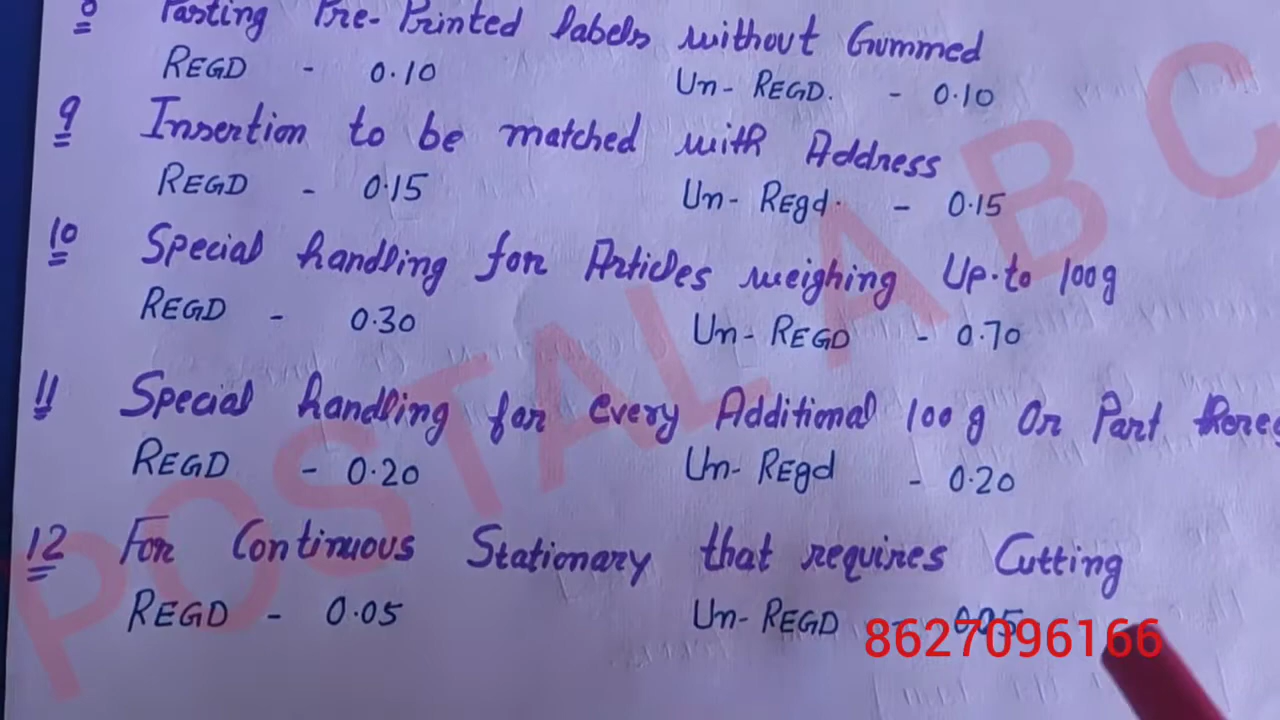 8 Pasting Pre-Printed labels without Gummed
REGD - 0.10 Un-REGD. - 0.10
9 Insertion to be matched with Address
REGD - 0.15 Un-REgd. - 0.15
10 Special handling for Articles weighing Up-to 100g
REGD - 0.30 Un-REGD - 0.70
11 Special handling for every Additional 100 g Or Part
REGD - 0.20 Un-REgd - 0.20
12 For Continuous Stationary that requires Cutting
REGD - 0.05 Un-REGD - 0.05
8627096166
POSTAL ABC